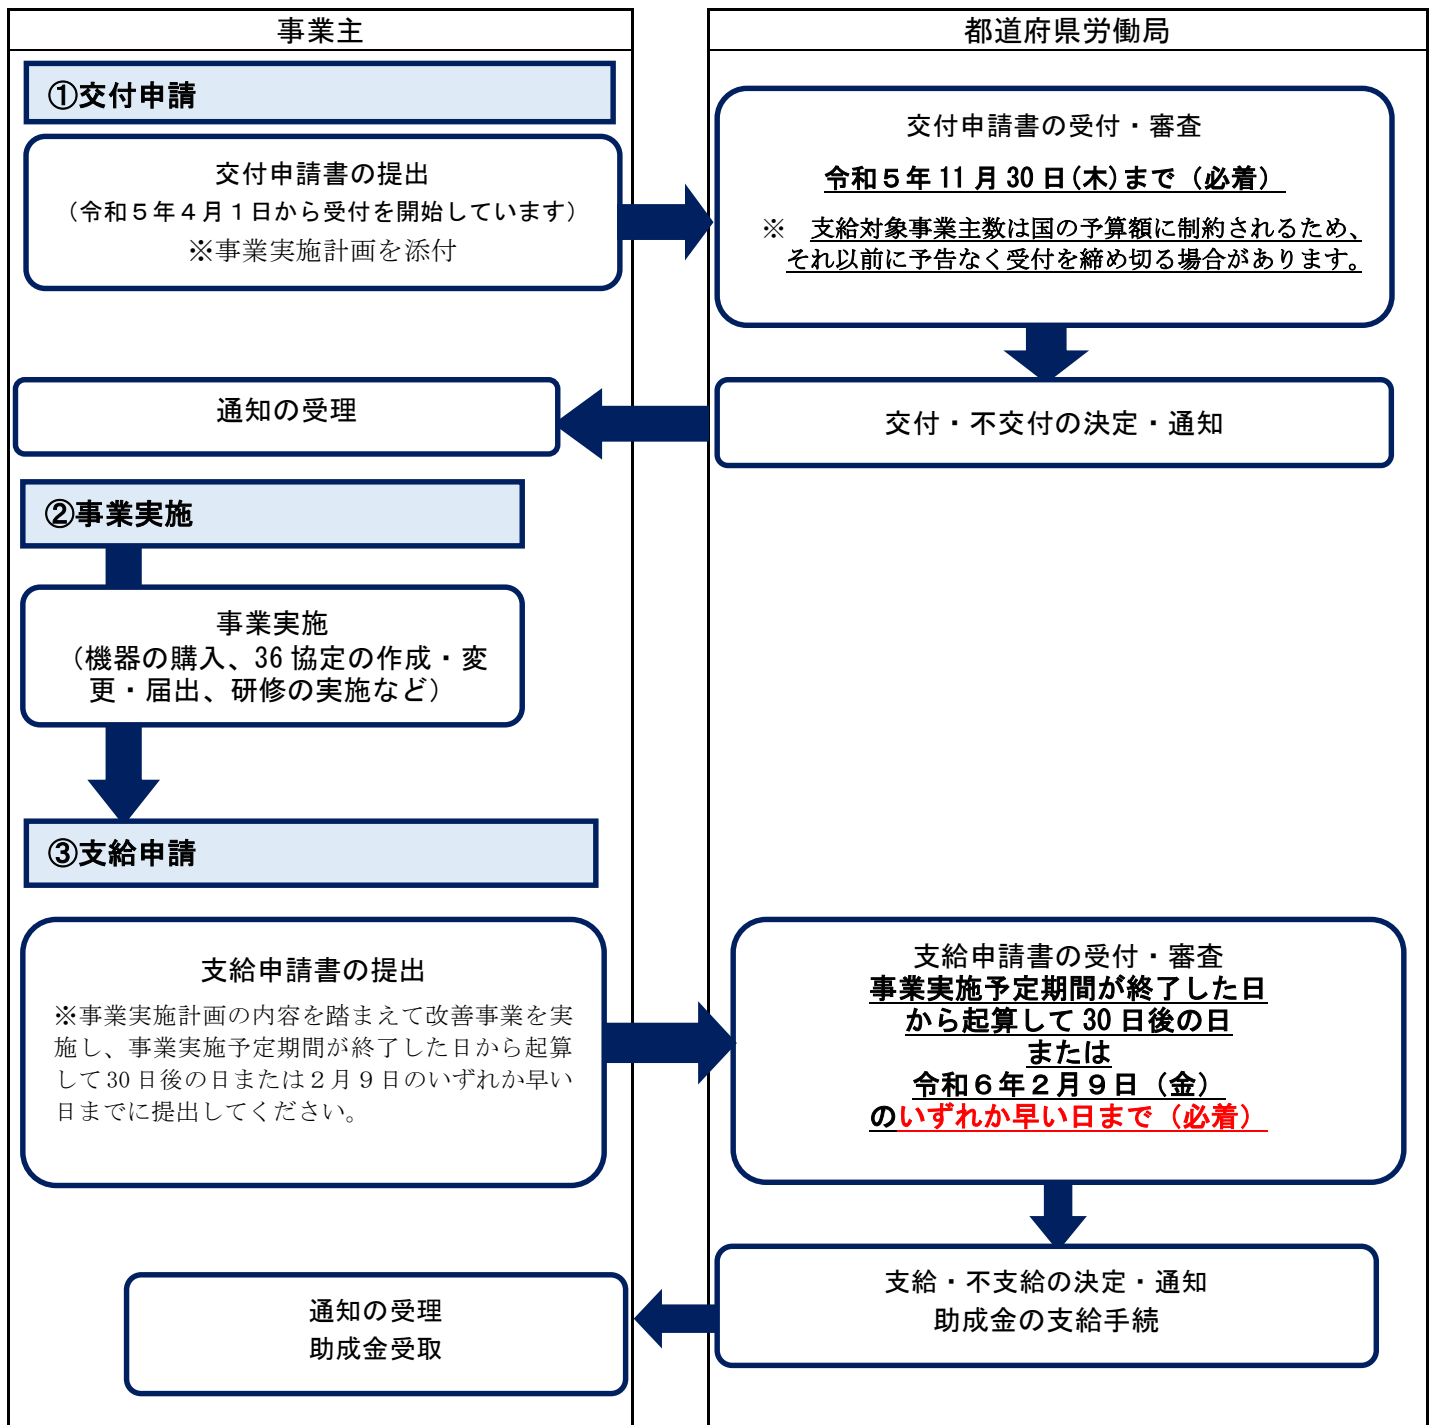 事業主
都道府県労働局
①交付申請
交付申請書の提出
（令和５年４月１日から受付を開始しています）
※事業実施計画を添付
交付申請書の受付・審査
令和５年11月30日(木)まで（必着）
※　支給対象事業主数は国の予算額に制約されるため、
それ以前に予告なく受付を締め切る場合があります。
通知の受理
交付・不交付の決定・通知
②事業実施
事業実施
（機器の購入、36協定の作成・変
更・届出、研修の実施など）
③支給申請
支給申請書の提出
※事業実施計画の内容を踏まえて改善事業を実
施し、事業実施予定期間が終了した日から起算
して30日後の日または２月９日のいずれか早い
日までに提出してください。
支給申請書の受付・審査
事業実施予定期間が終了した日
から起算して30日後の日
または
令和６年２月９日（金）
のいずれか早い日まで（必着）
支給・不支給の決定・通知
助成金の支給手続
通知の受理
助成金受取